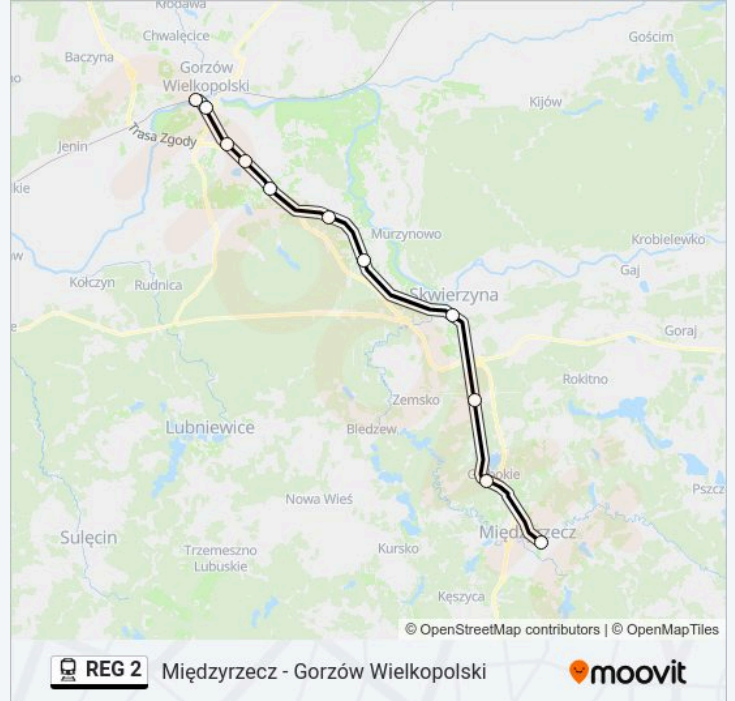 Kłodawa
Chwalęcice
Gościm
Baczyna
Gorzów
Wielkopolski
Kijów
Trasa Zgody
Jenin
Murzynowo
Krobielewko
Gaj
Kołczyn
Rudnica
Skwierzyna
Goraj
Rokitno
Zemsko
Bledzew
Lubniewice
Nowa Wieś
Pszcz
Międzyrzecz
Sulęcin
Trzemeszno
Lubuskie
Kursko
Kęszyca
© OpenStreetMap contributors | © OpenMapTiles
REG 2
Międzyrzecz - Gorzów Wielkopolski
moovit